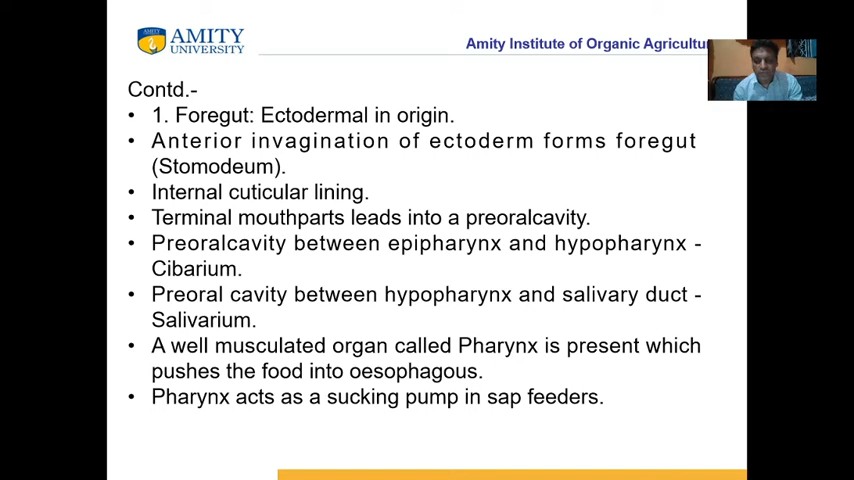 AMITY
AMITY
UNIVERSITY
Amity Institute of Organic Agricultur
Contd.-
• 1. Foregut: Ectodermal in origin.
• Anterior invagination of ectoderm forms foregut
(Stomodeum).
• Internal cuticular lining.
• Terminal mouthparts leads into a preoralcavity.
• Preoralcavity between epipharynx and hypopharynx -
Cibarium.
• Preoral cavity between hypopharynx and salivary duct -
Salivarium.
• A well musculated organ called Pharynx is present which
pushes the food into oesophagous.
• Pharynx acts as a sucking pump in sap feeders.